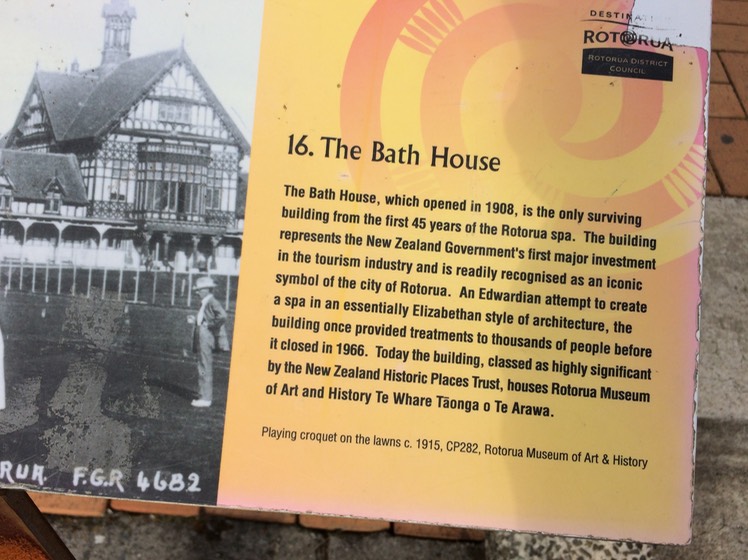 DESTINA
ROTORUA
ROTORUA DISTRICT
COUNCIL
16. The Bath House
The Bath House, which opened in 1908, is the only surviving
building from the first 45 years of the Rotorua spa. The building
represents the New Zealand Government's first major investment
in the tourism industry and is readily recognised as an iconic
symbol of the city of Rotorua. An Edwardian attempt to create
a spa in an essentially Elizabethan style of architecture, the
building once provided treatments to thousands of people before
it closed in 1966. Today the building, classed as highly significant
by the New Zealand Historic Places Trust, houses Rotorua Museum
of Art and History Te Whare Tāonga o Te Arawa.
Playing croquet on the lawns c. 1915, CP282, Rotorua Museum of Art & History
RUA. F.G.R 4682